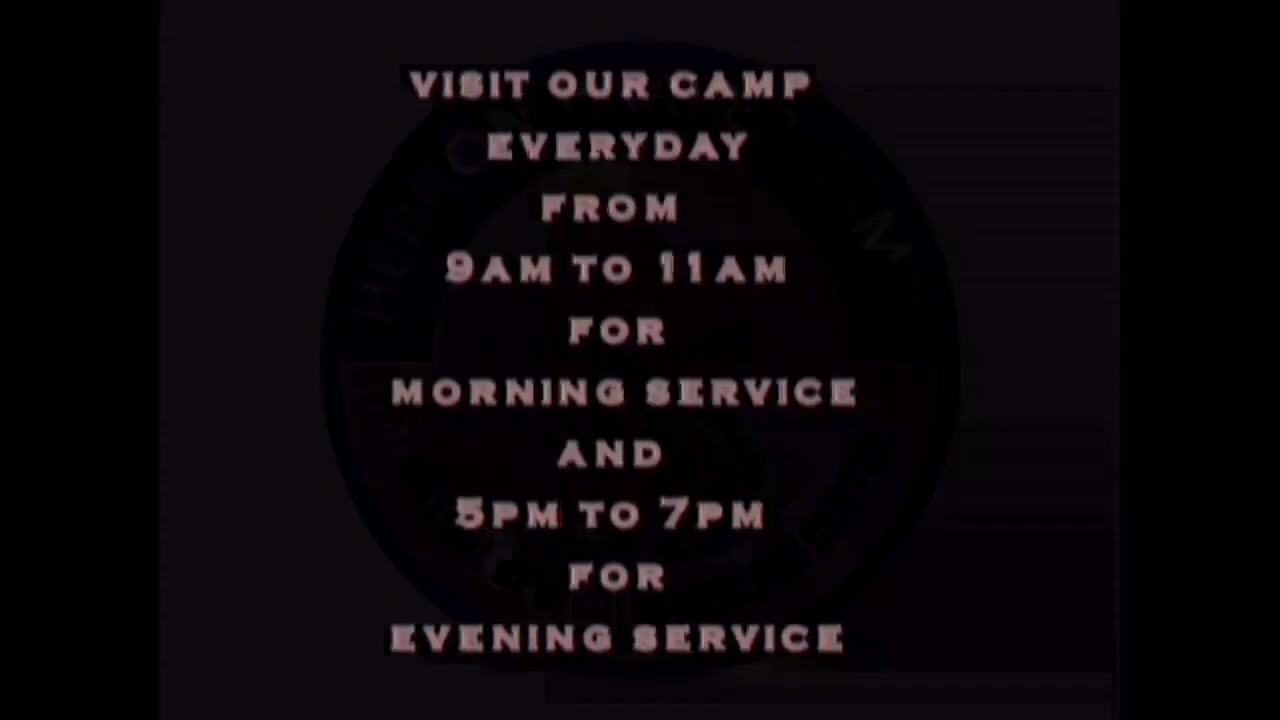 VISIT OUR CAMP
EVERYDAY
FROM
9AM TO 11AM
FOR
MORNING SERVICE
AND
5PM TO 7PM
FOR
EVENING SERVICE